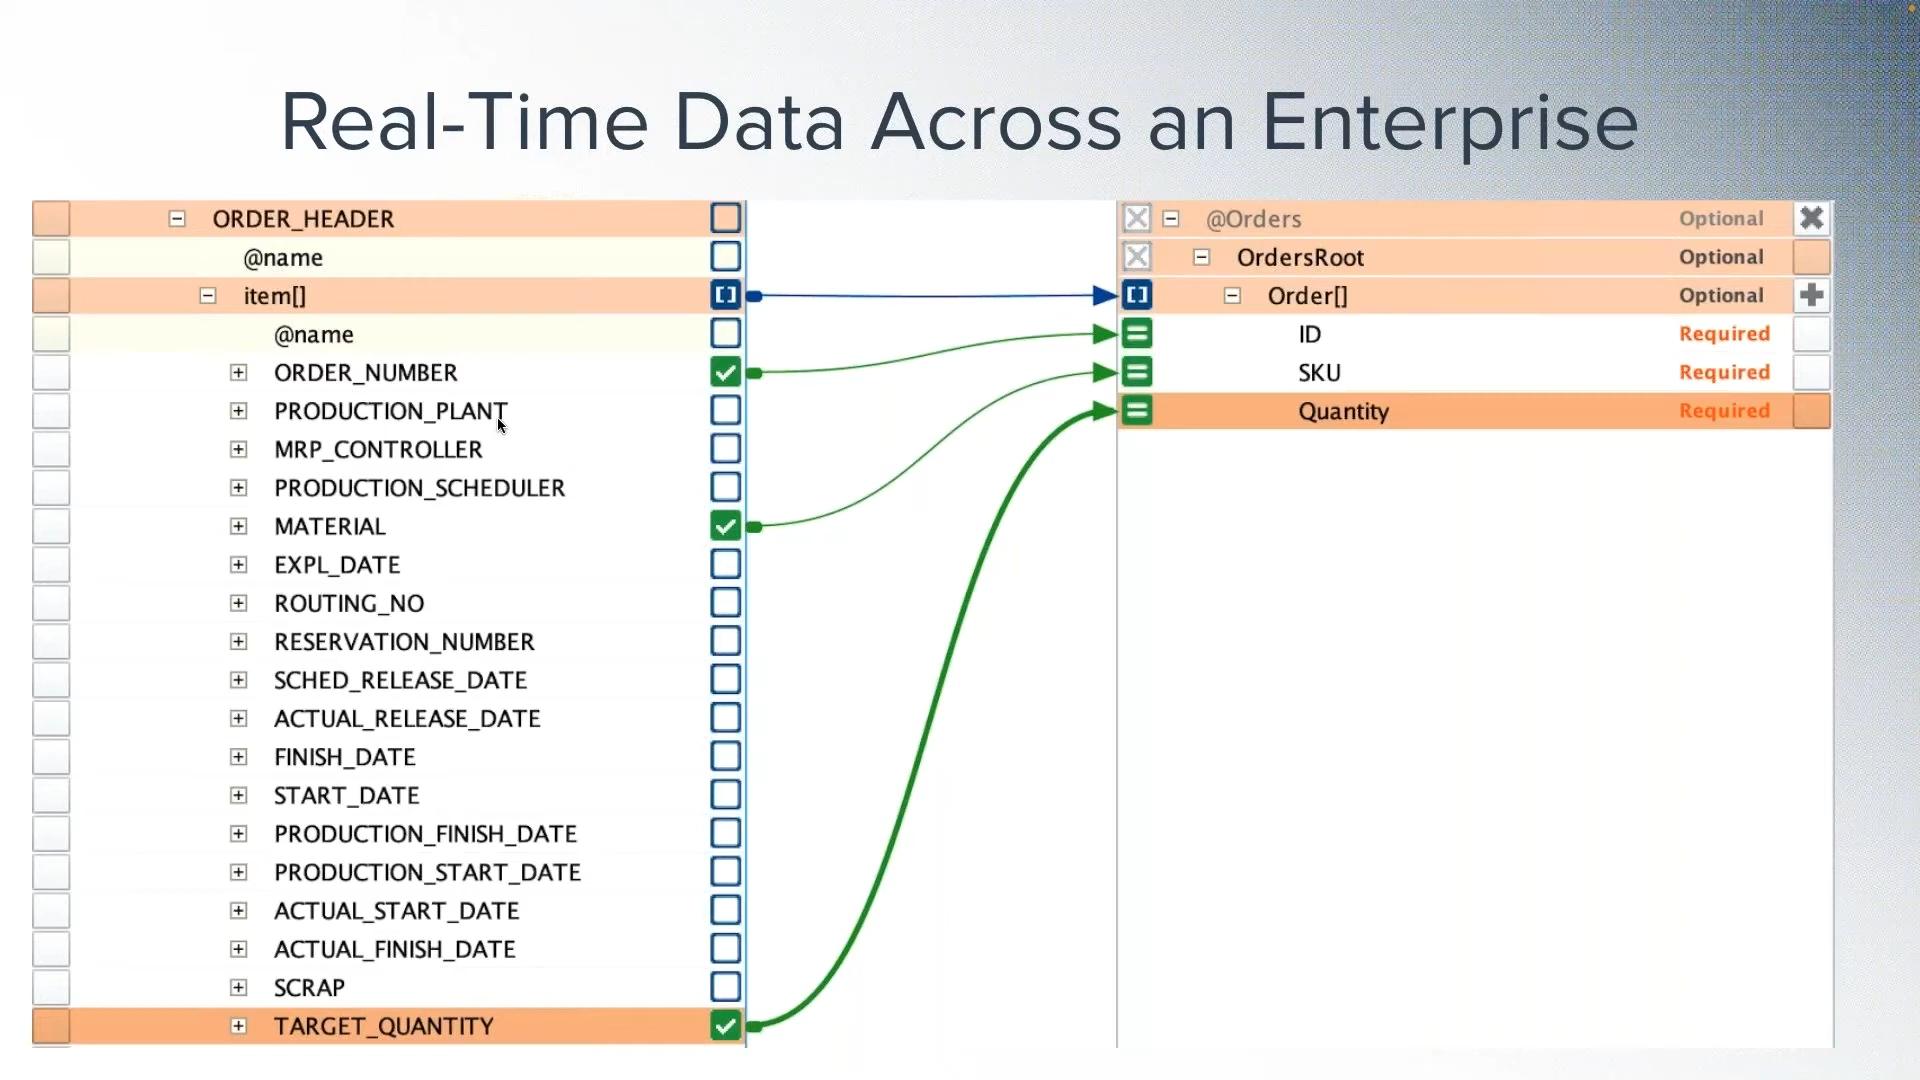 Real-Time Data Across an Enterprise
ORDER_HEADER
@name
item[]
@name
ORDER_NUMBER
PRODUCTION_PLANT
MRP_CONTROLLER
PRODUCTION_SCHEDULER
MATERIAL
EXPL_DATE
ROUTING_NO
RESERVATION_NUMBER
SCHED_RELEASE_DATE
ACTUAL_RELEASE_DATE
FINISH_DATE
START_DATE
PRODUCTION_FINISH_DATE
PRODUCTION_START_DATE
ACTUAL_START_DATE
ACTUAL_FINISH_DATE
SCRAP
TARGET_QUANTITY
@Orders Optional
OrdersRoot Optional
Order[] Optional
ID Required
SKU Required
Quantity Required